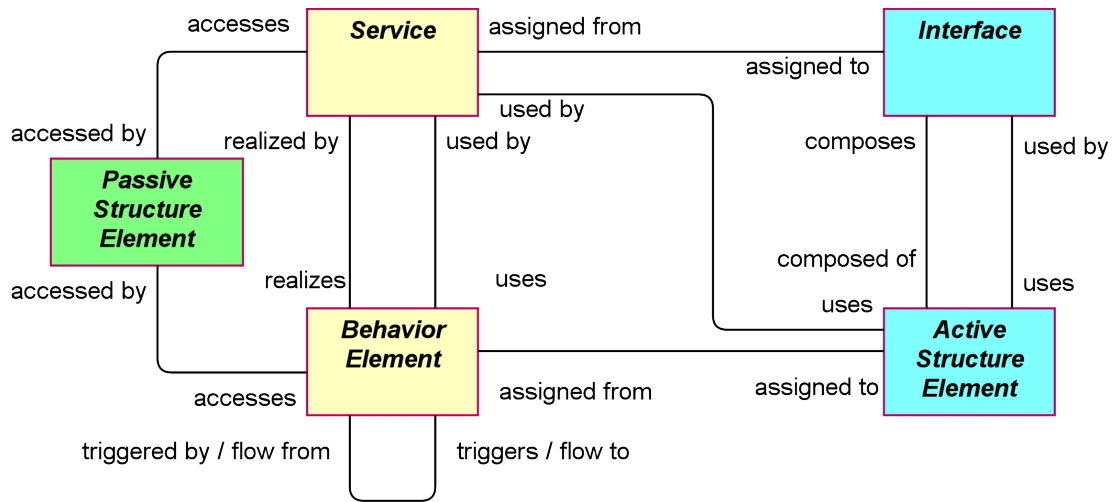 accesses
Service
assigned from
Interface
assigned to
used by
accessed by
realized by
used by
composes
used by
Passive
Structure
Element
composed of
accessed by
realizes
uses
uses
uses
Behavior
Element
Active
Structure
Element
accesses
assigned from
assigned to
triggered by / flow from
triggers / flow to